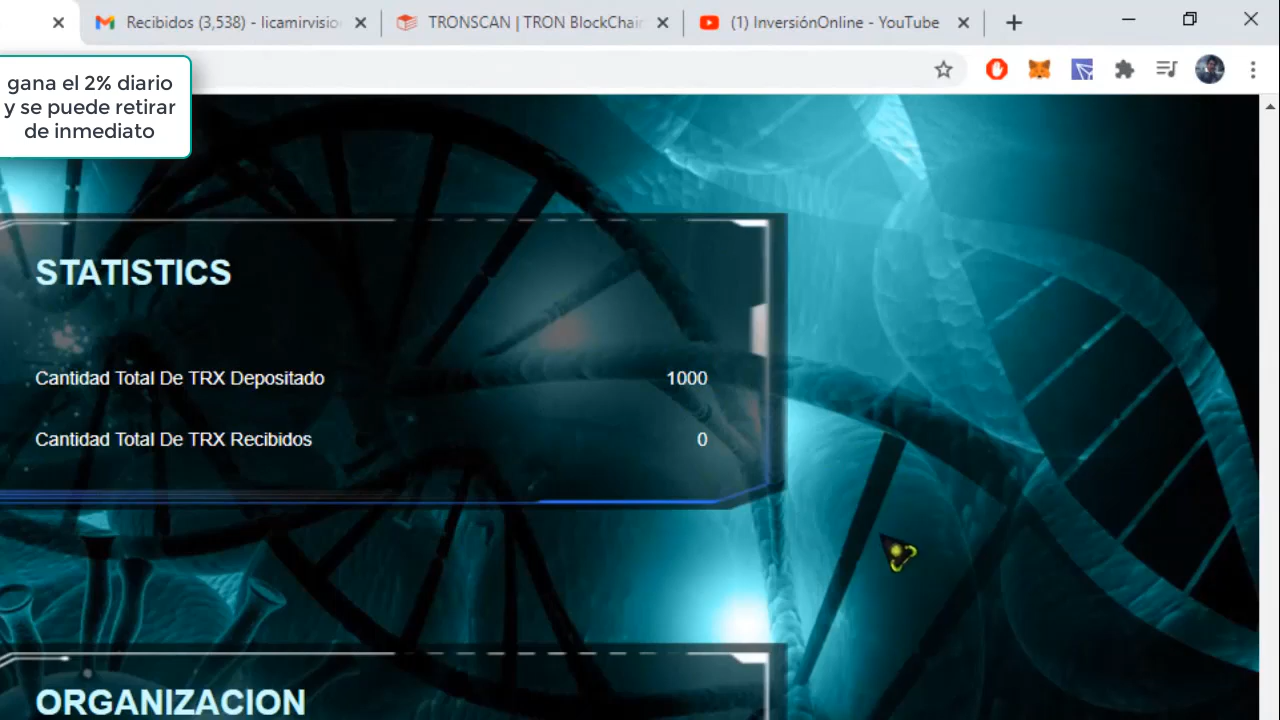 Recibidos (3,538) - licamirvisio
TRONSCAN | TRON BlockChai
(1) InversiónOnline - YouTube
gana el 2% diario
y se puede retirar
de inmediato
STATISTICS
Cantidad Total De TRX Depositado 1000
Cantidad Total De TRX Recibidos 0
ORGANIZACION